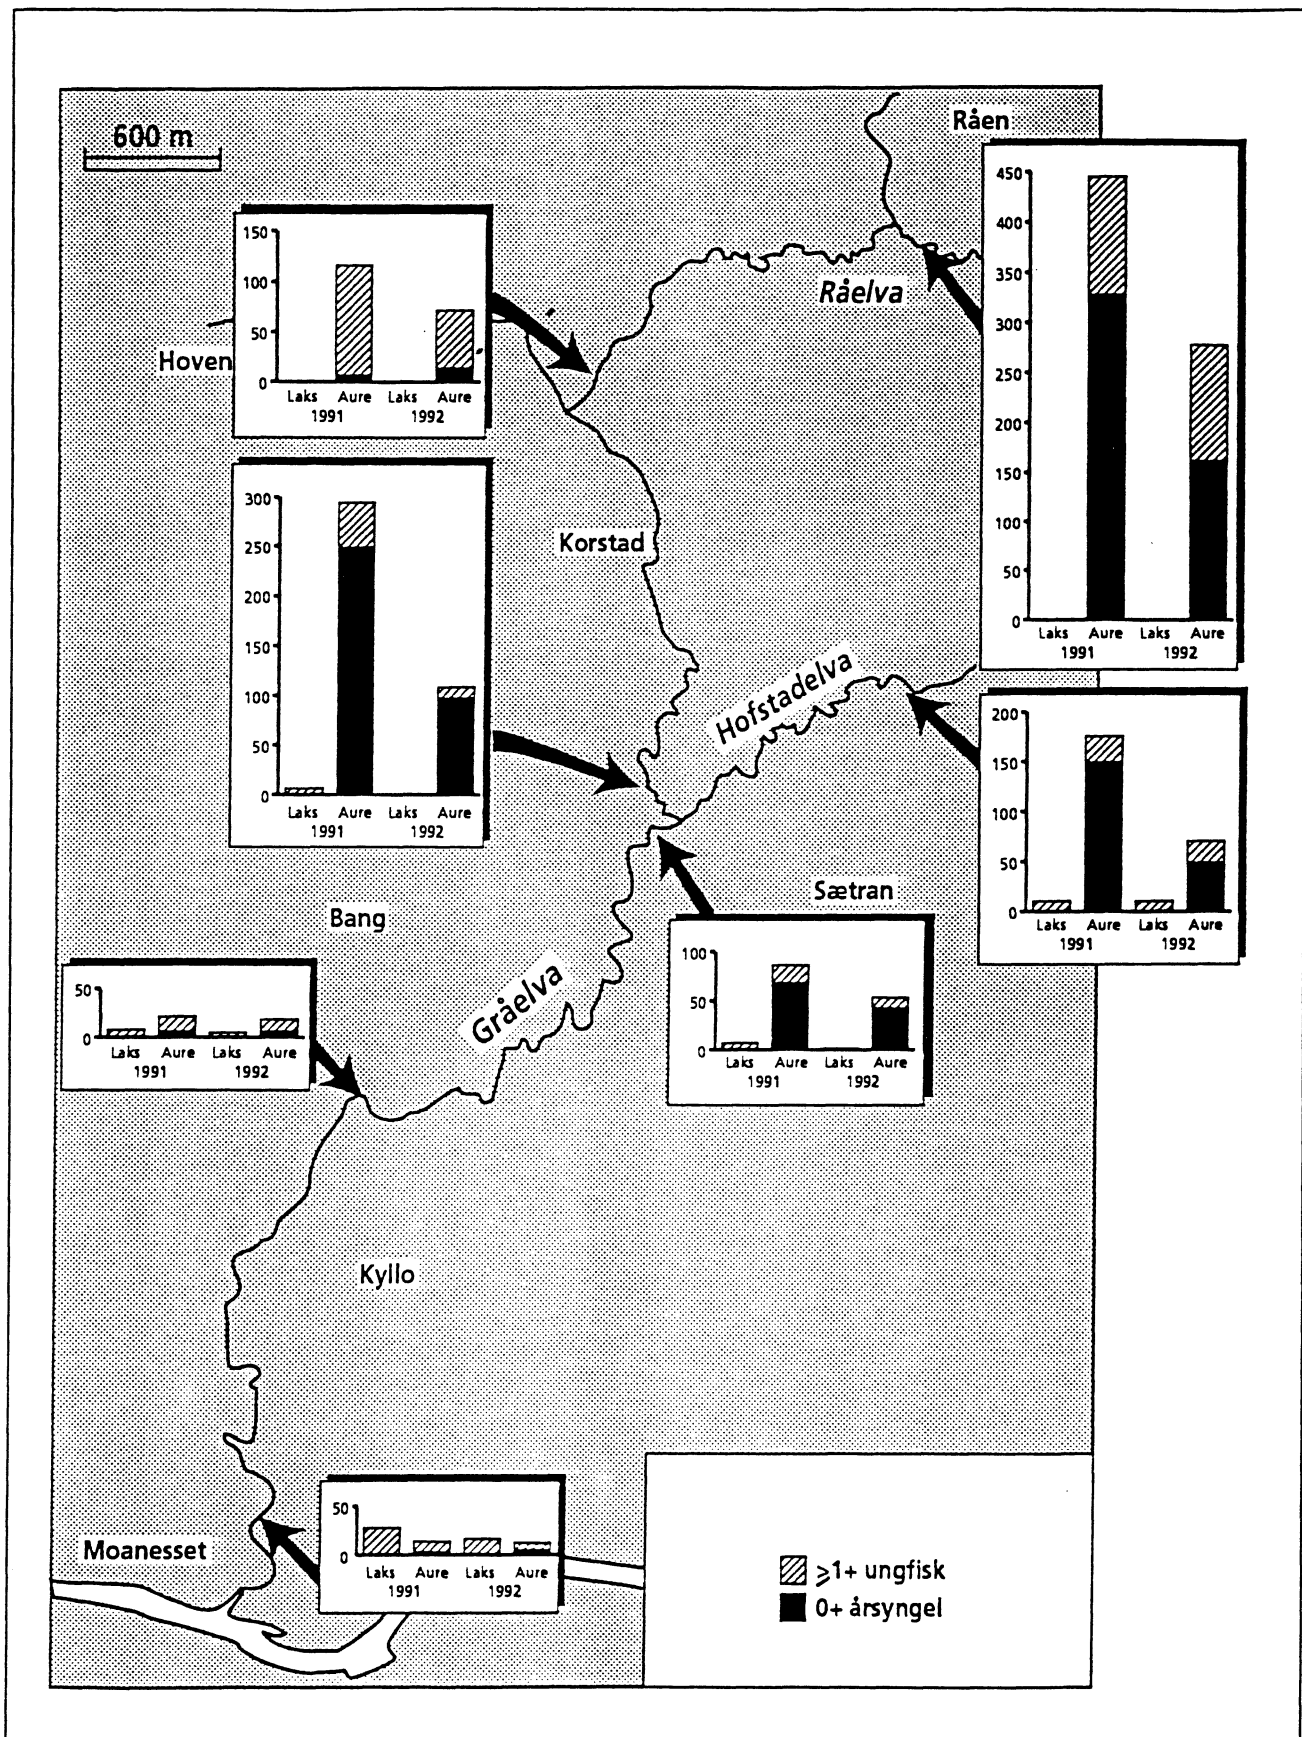 600 m
Råen
150
100
50
0
Laks Aure Laks Aure
1991 1992
Hoven
Råelva
450
400
350
300
250
200
150
100
50
0
Laks Aure Laks Aure
1991 1992
300
250
200
150
100
50
0
Laks Aure Laks Aure
1991 1992
Korstad
Hofstadelva
200
150
100
50
0
Laks Aure Laks Aure
1991 1992
Sætran
Bang
100
50
0
Laks Aure Laks Aure
1991 1992
Gråelva
50
0
Laks Aure Laks Aure
1991 1992
Kyllo
50
0
Laks Aure Laks Aure
1991 1992
Moanesset
≥1+ ungfisk
0+ årsyngel